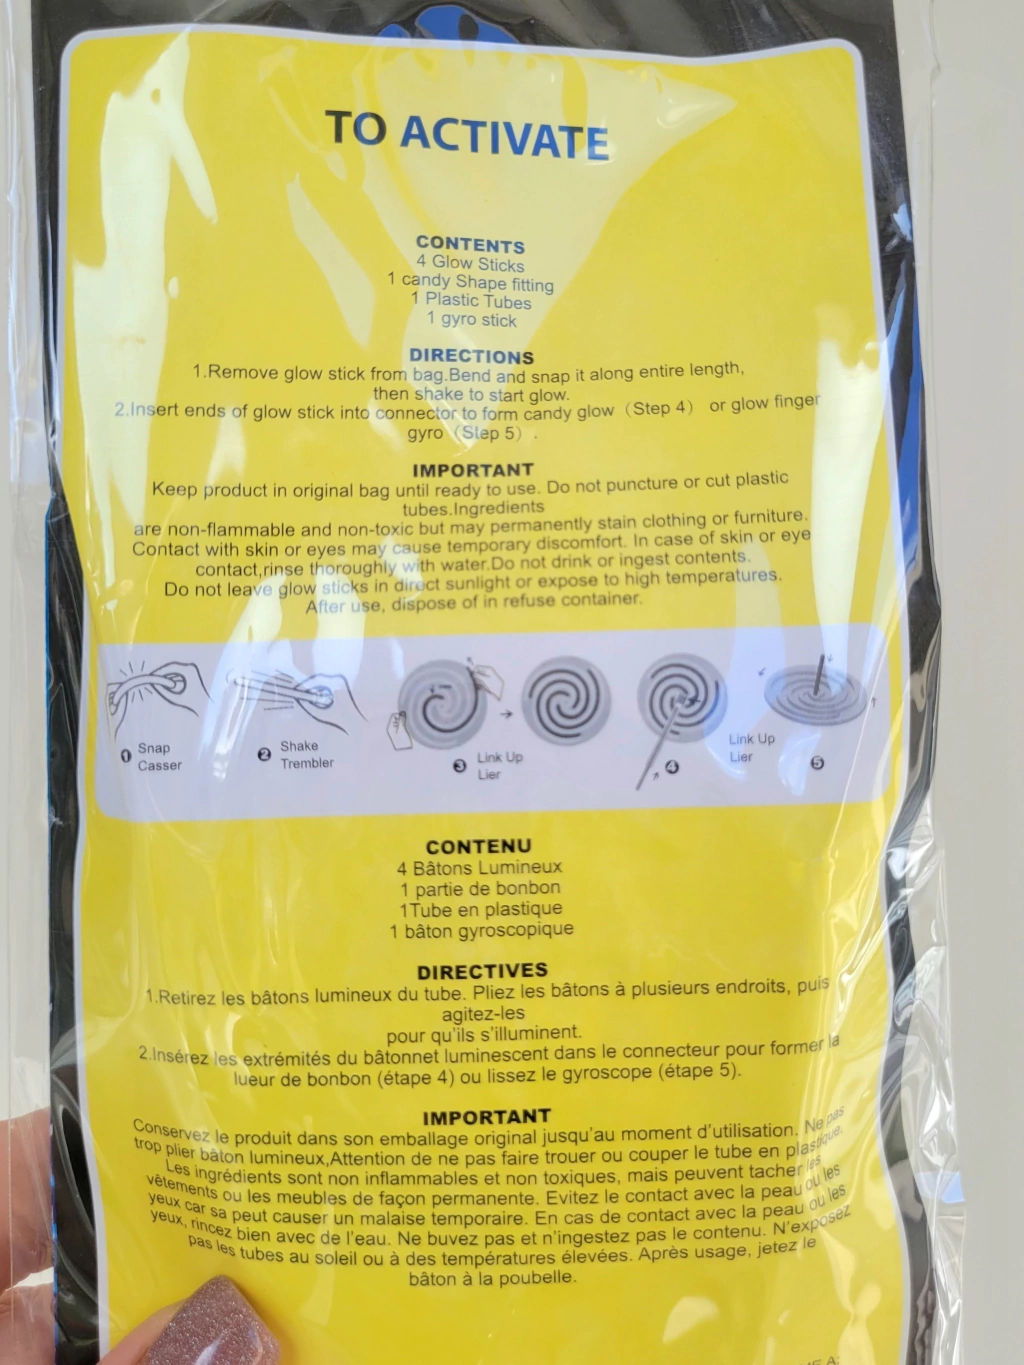 TO ACTIVATE
CONTENTS
4 Glow Sticks
1 candy Shape fitting
1 Plastic Tubes
1 gyro stick
DIRECTIONS
1.Remove glow stick from bag.Bend and snap it along entire length,
then shake to start glow.
2.Insert ends of glow stick into connector to form candy glow（Step 4） or glow finger
gyro（Step 5）.
IMPORTANT
Keep product in original bag until ready to use. Do not puncture or cut plastic
tubes.Ingredients
are non-flammable and non-toxic but may permanently stain clothing or furniture.
Contact with skin or eyes may cause temporary discomfort. In case of skin or eye
contact,rinse thoroughly with water.Do not drink or ingest contents.
Do not leave glow sticks in direct sunlight or expose to high temperatures.
After use, dispose of in refuse container.
❶ Snap
Casser
❷ Shake
Trembler
❸ Link Up
Lier
❹
Link Up
Lier
❺
CONTENU
4 Bâtons Lumineux
1 partie de bonbon
1Tube en plastique
1 bâton gyroscopique
DIRECTIVES
1.Retirez les bâtons lumineux du tube. Pliez les bâtons à plusieurs endroits, puis
agitez-les
pour qu'ils s'illuminent.
2.Insérez les extrémités du bâtonnet luminescent dans le connecteur pour former la
lueur de bonbon (étape 4) ou lissez le gyroscope (étape 5).
IMPORTANT
Conservez le produit dans son emballage original jusqu'au moment d'utilisation. Ne pas
trop plier bâton lumineux,Attention de ne pas faire trouer ou couper le tube en plastique.
Les ingrédients sont non inflammables et non toxiques, mais peuvent tacher les
vêtements ou les meubles de façon permanente. Evitez le contact avec la peau ou les
yeux car sa peut causer un malaise temporaire. En cas de contact avec la peau ou les
yeux, rincez bien avec de l'eau. Ne buvez pas et n'ingestez pas le contenu. N'exposez
pas les tubes au soleil ou à des températures élevées. Après usage, jetez le
bâton à la poubelle.